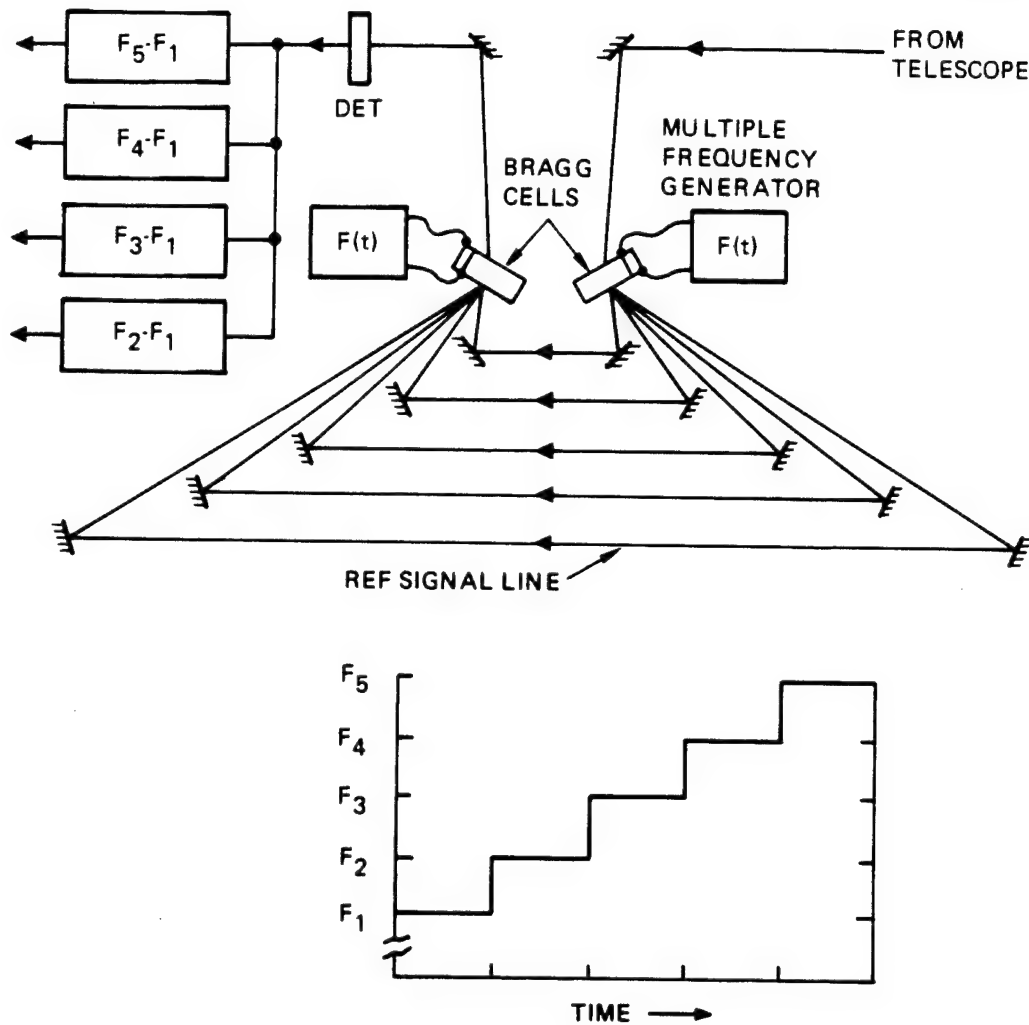 F5-F1
F4-F1
F3-F1
F2-F1
DET
FROM
TELESCOPE
BRAGG
CELLS
MULTIPLE
FREQUENCY
GENERATOR
F(t)
F(t)
REF SIGNAL LINE
F5
F4
F3
F2
F1
TIME